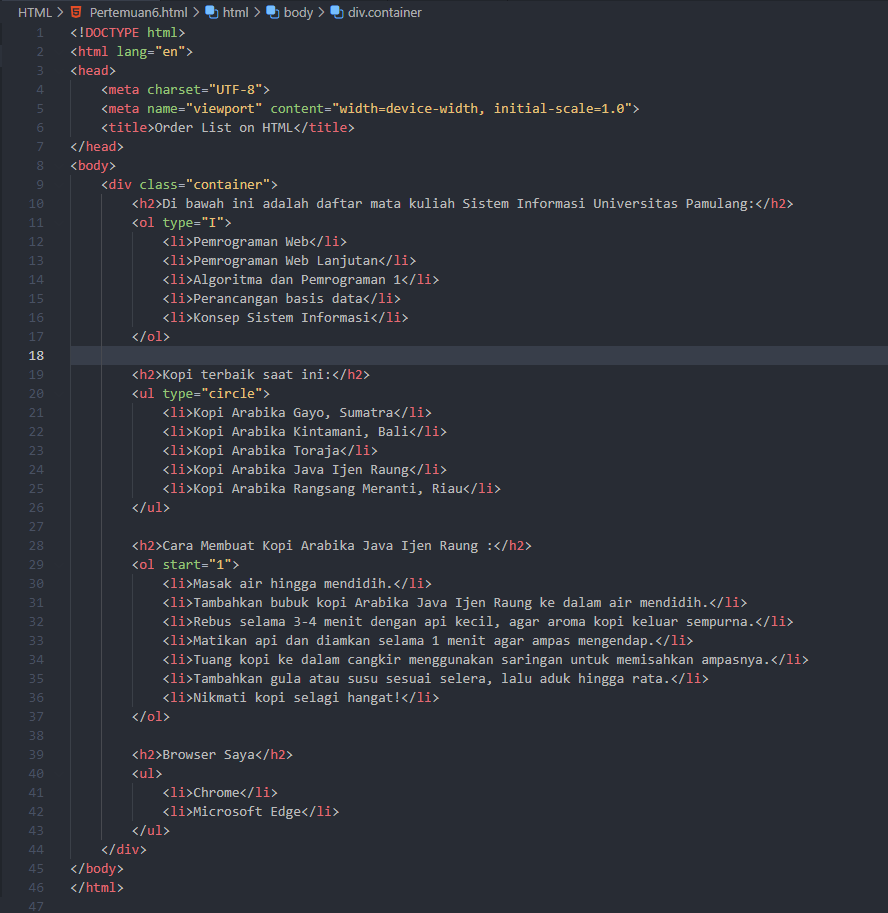 HTML > Pertemuan6.html > html > body > div.container
1 <!DOCTYPE html>
2 <html lang="en">
3 <head>
4     <meta charset="UTF-8">
5     <meta name="viewport" content="width=device-width, initial-scale=1.0">
6     <title>Order List on HTML</title>
7 </head>
8 <body>
9     <div class="container">
10         <h2>Di bawah ini adalah daftar mata kuliah Sistem Informasi Universitas Pamulang:</h2>
11         <ol type="I">
12             <li>Pemrograman Web</li>
13             <li>Pemrograman Web Lanjutan</li>
14             <li>Algoritma dan Pemrograman 1</li>
15             <li>Perancangan basis data</li>
16             <li>Konsep Sistem Informasi</li>
17         </ol>
18
19         <h2>Kopi terbaik saat ini:</h2>
20         <ul type="circle">
21             <li>Kopi Arabika Gayo, Sumatra</li>
22             <li>Kopi Arabika Kintamani, Bali</li>
23             <li>Kopi Arabika Toraja</li>
24             <li>Kopi Arabika Java Ijen Raung</li>
25             <li>Kopi Arabika Rangsang Meranti, Riau</li>
26         </ul>
27
28         <h2>Cara Membuat Kopi Arabika Java Ijen Raung :</h2>
29         <ol start="1">
30             <li>Masak air hingga mendidih.</li>
31             <li>Tambahkan bubuk kopi Arabika Java Ijen Raung ke dalam air mendidih.</li>
32             <li>Rebus selama 3-4 menit dengan api kecil, agar aroma kopi keluar sempurna.</li>
33             <li>Matikan api dan diamkan selama 1 menit agar ampas mengendap.</li>
34             <li>Tuang kopi ke dalam cangkir menggunakan saringan untuk memisahkan ampasnya.</li>
35             <li>Tambahkan gula atau susu sesuai selera, lalu aduk hingga rata.</li>
36             <li>Nikmati kopi selagi hangat!</li>
37         </ol>
38
39         <h2>Browser Saya</h2>
40         <ul>
41             <li>Chrome</li>
42             <li>Microsoft Edge</li>
43         </ul>
44     </div>
45 </body>
46 </html>
47